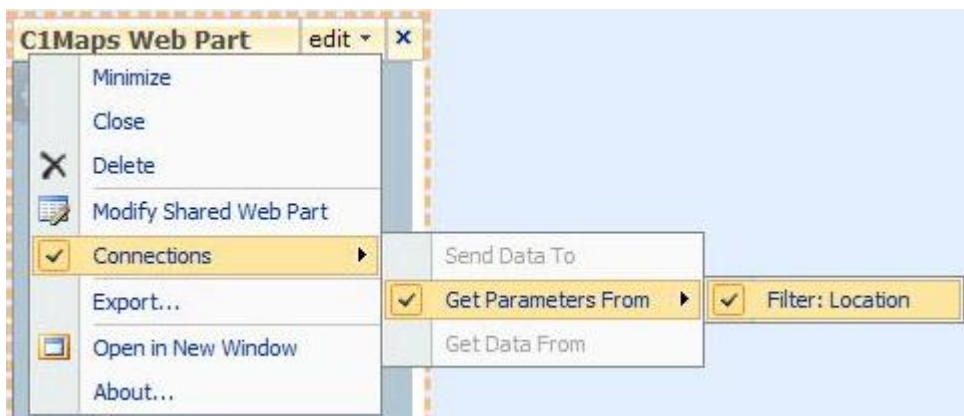 C1Maps Web Part edit
Minimize
Close
Delete
Modify Shared Web Part
Connections
Send Data To
Export...
Get Parameters From
Filter: Location
Open in New Window
Get Data From
About...